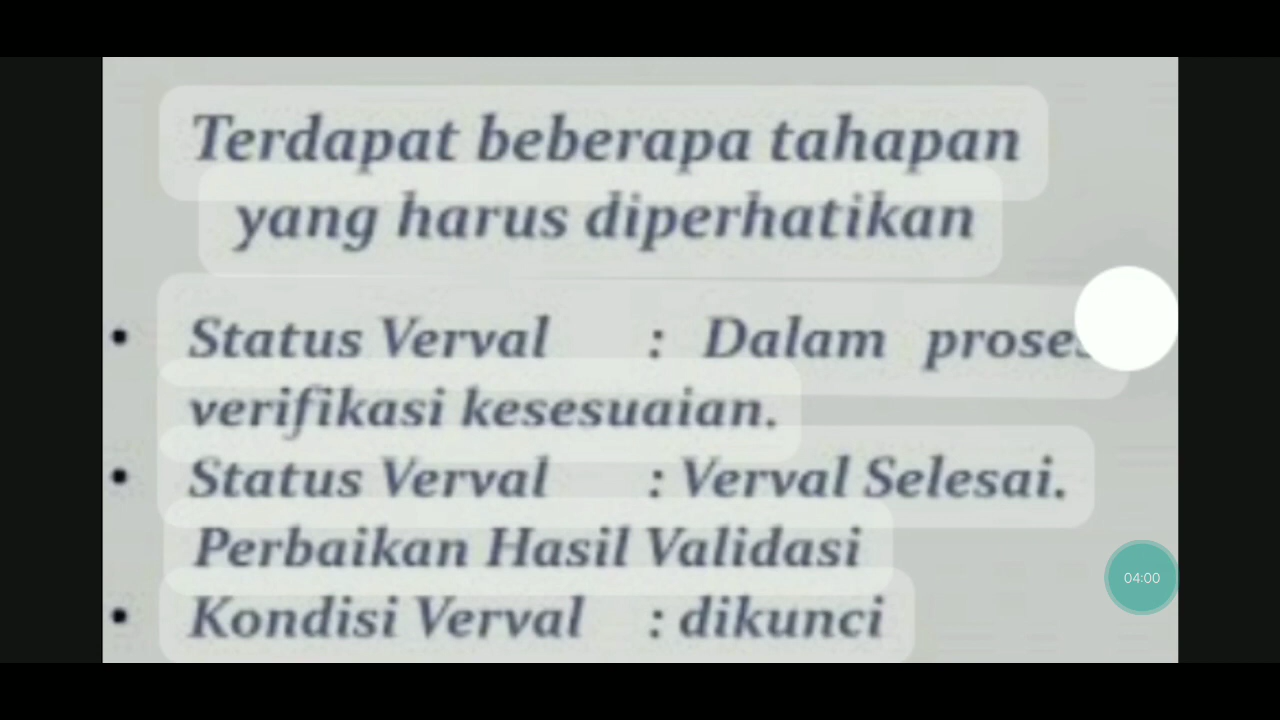 Terdapat beberapa tahapan
yang harus diperhatikan
• Status Verval : Dalam proses
verifikasi kesesuaian.
• Status Verval : Verval Selesai.
Perbaikan Hasil Validasi
• Kondisi Verval : dikunci
04:00